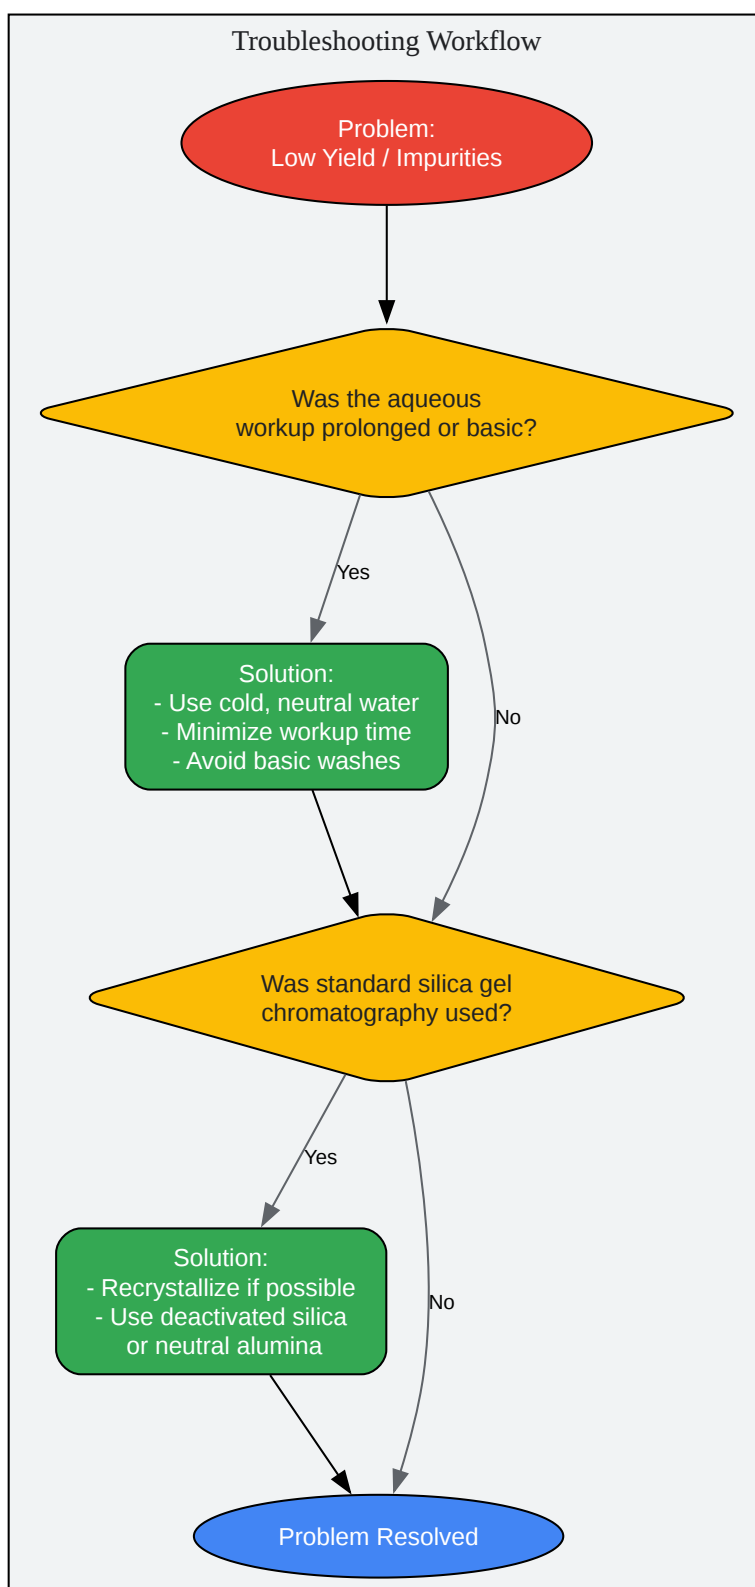 Troubleshooting Workflow
Problem:
Low Yield / Impurities
Was the aqueous
workup prolonged or basic?
Yes
Solution:
- Use cold, neutral water
- Minimize workup time
- Avoid basic washes
No
Was standard silica gel
chromatography used?
Yes
Solution:
- Recrystallize if possible
- Use deactivated silica
or neutral alumina
No
Problem Resolved